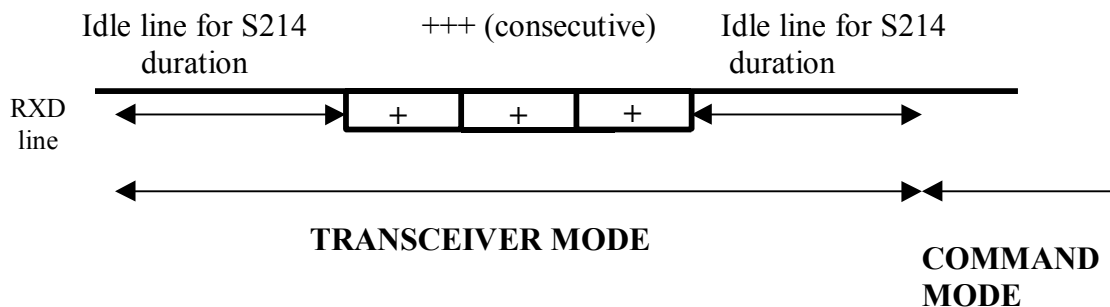 Idle line for S214 duration
+++ (consecutive)
Idle line for S214 duration
RXD line
+ + +
TRANSCEIVER MODE
COMMAND MODE